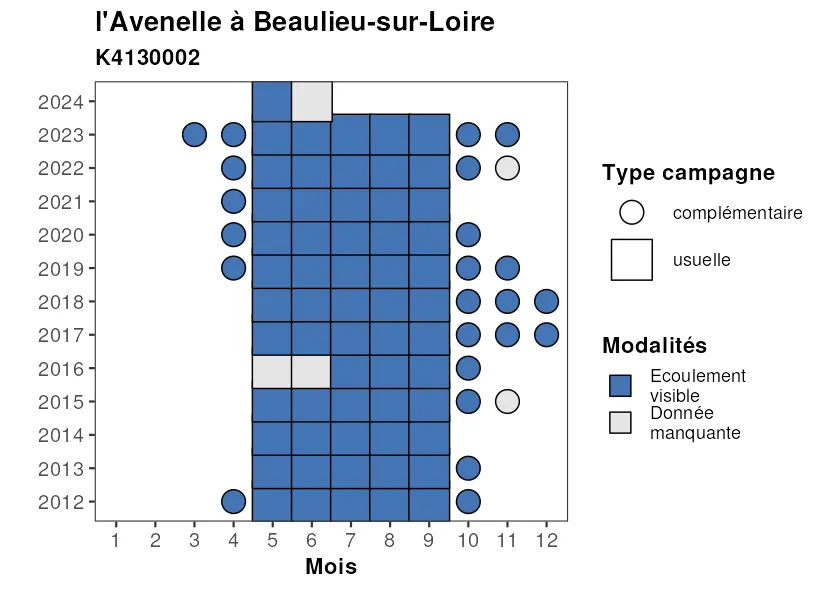 l'Avenelle à Beaulieu-sur-Loire
K4130002
2024
2023
2022
2021
2020
2019
2018
2017
2016
2015
2014
2013
2012
1 2 3 4 5 6 7 8 9 10 11 12
Mois
Type campagne
complémentaire
usuelle
Modalités
Ecoulement
visible
Donnée
manquante